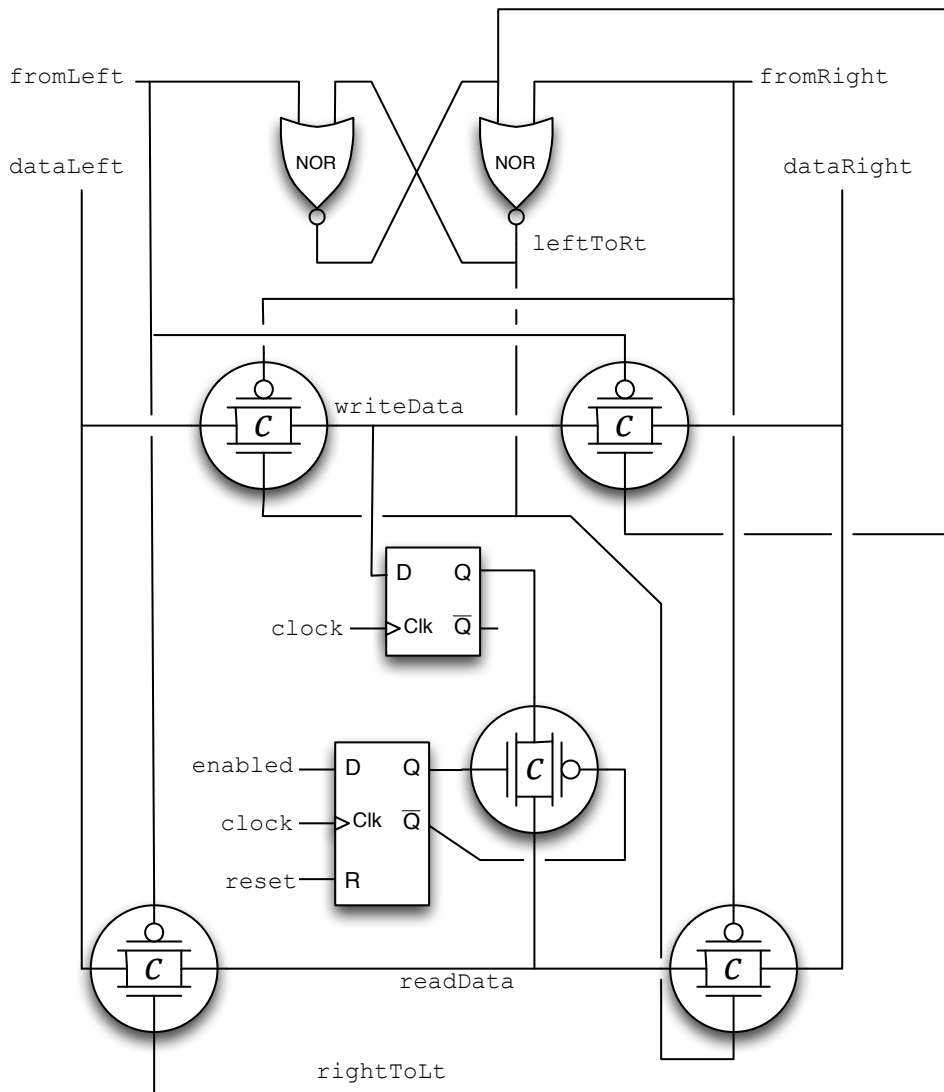 fromLeft
fromRight
dataLeft
NOR
NOR
dataRight
leftToRt
writeData
C
C
D Q
clock
Clk Q̅
enabled
D Q
C
clock
Clk Q̅
reset
R
C
C
readData
rightToLt